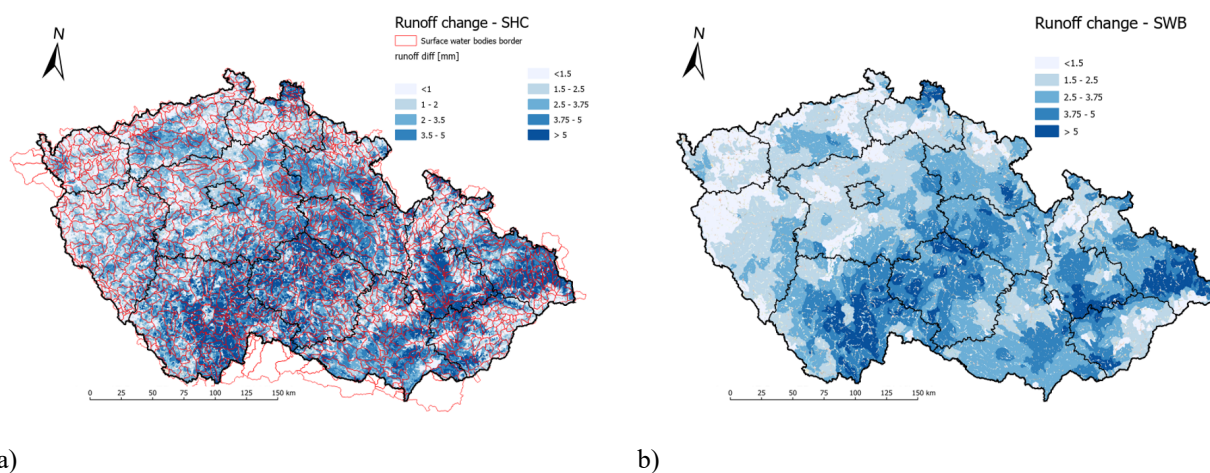 Runoff change - SHC
Surface water bodies border
runoff diff [mm]
<1
1 - 2
2 - 3.5
3.5 - 5
<1.5
1.5 - 2.5
2.5 - 3.75
3.75 - 5
> 5
N
0 25 50 75 100 125 150 km
a)
Runoff change - SWB
<1.5
1.5 - 2.5
2.5 - 3.75
3.75 - 5
> 5
N
0 25 50 75 100 125 150 km
b)